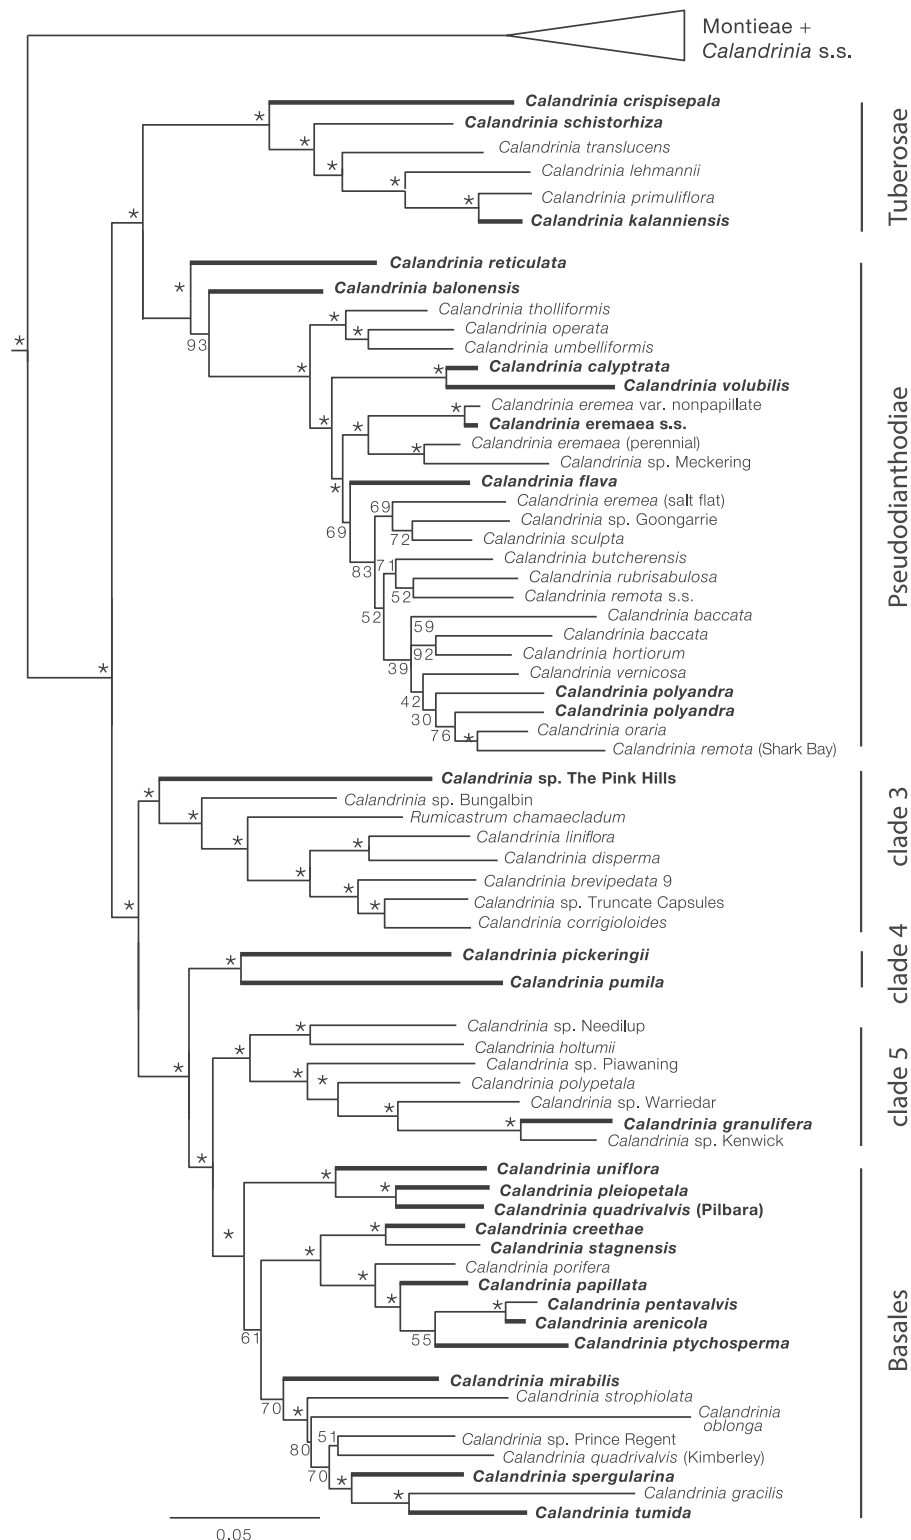 Montieae +
Calandrinia s.s.
*
Calandrinia crispisepala
*
Calandrinia schistorhiza
*
Calandrinia translucens
*
Calandrinia lehmannii
*
Calandrinia primuliflora
*
Calandrinia kalanniensis
Tuberosae
*
Calandrinia reticulata
*
Calandrinia balonensis
93
Calandrinia tholliformis
*
Calandrinia operata
*
Calandrinia umbelliformis
*
*
Calandrinia calyptrata
*
Calandrinia volubilis
Calandrinia eremea var. nonpapillate
*
Calandrinia eremaea s.s.
*
Calandrinia eremaea (perennial)
*
Calandrinia sp. Meckering
*
Calandrinia flava
69
Calandrinia eremea (salt flat)
69
Calandrinia sp. Goongarrie
72
Calandrinia sculpta
83
Calandrinia butcherensis
71
Calandrinia rubrisabulosa
52
Calandrinia remota s.s.
52
Calandrinia baccata
59
Calandrinia baccata
92
Calandrinia hortiorum
39
Calandrinia vernicosa
42
Calandrinia polyandra
30
Calandrinia polyandra
76
Calandrinia oraria
*
Calandrinia remota (Shark Bay)
Pseudodianthodiae
*
Calandrinia sp. The Pink Hills
*
Calandrinia sp. Bungalbin
*
Rumicastrum chamaecladum
*
Calandrinia liniflora
*
Calandrinia disperma
*
Calandrinia brevipedata 9
*
Calandrinia sp. Truncate Capsules
*
Calandrinia corrigioloides
clade 3
*
Calandrinia pickeringii
*
Calandrinia pumila
clade 4
*
Calandrinia sp. Needilup
*
Calandrinia holtumii
*
Calandrinia sp. Piawaning
*
Calandrinia polypetala
*
Calandrinia sp. Warriedar
*
Calandrinia granulifera
*
Calandrinia sp. Kenwick
clade 5
*
Calandrinia uniflora
*
Calandrinia pleiopetala
*
Calandrinia quadrivalvis (Pilbara)
*
Calandrinia creethae
*
Calandrinia stagnensis
*
Calandrinia porifera
*
Calandrinia papillata
*
Calandrinia pentavalvis
*
Calandrinia arenicola
55
Calandrinia ptychosperma
61
Calandrinia mirabilis
70
Calandrinia strophiolata
*
Calandrinia
oblonga
80
Calandrinia sp. Prince Regent
51
Calandrinia quadrivalvis (Kimberley)
70
Calandrinia spergularina
*
Calandrinia gracilis
*
Calandrinia tumida
Basales
0.05